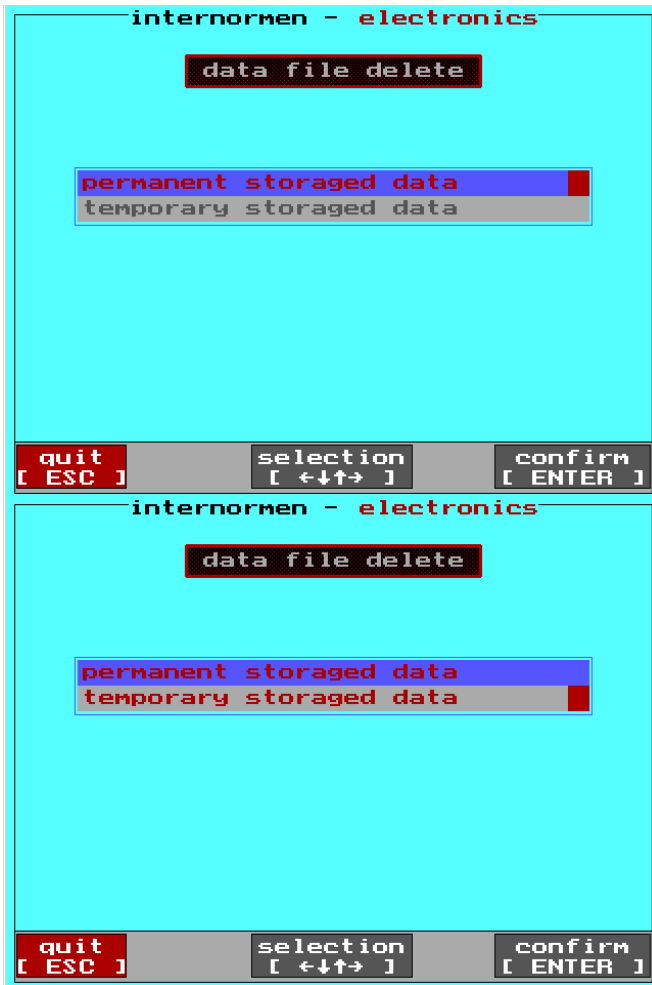 internormen - electronics
data file delete
permanent storaged data
temporary storaged data
quit selection confirm
[ ESC ] [ ←↓↑→ ] [ ENTER ]
internormen - electronics
data file delete
permanent storaged data
temporary storaged data
quit selection confirm
[ ESC ] [ ←↓↑→ ] [ ENTER ]